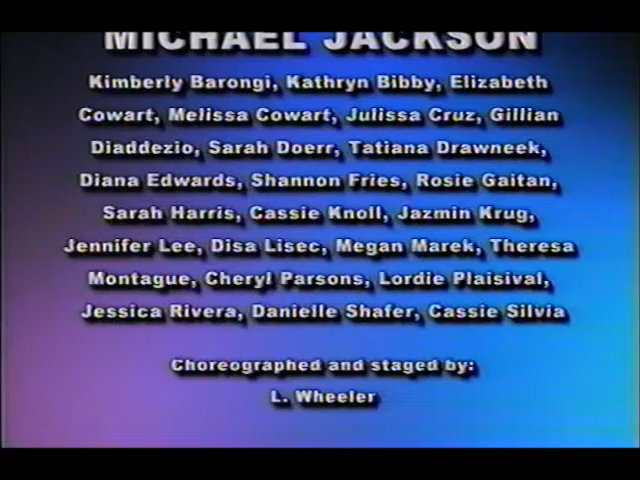 MICHAEL JACKSON
Kimberly Barongi, Kathryn Bibby, Elizabeth
Cowart, Melissa Cowart, Julissa Cruz, Gillian
Diaddezio, Sarah Doerr, Tatiana Drawneek,
Diana Edwards, Shannon Fries, Rosie Gaitan,
Sarah Harris, Cassie Knoll, Jazmin Krug,
Jennifer Lee, Disa Lisec, Megan Marek, Theresa
Montague, Cheryl Parsons, Lordie Plaisival,
Jessica Rivera, Danielle Shafer, Cassie Silvia
Choreographed and staged by:
L. Wheeler